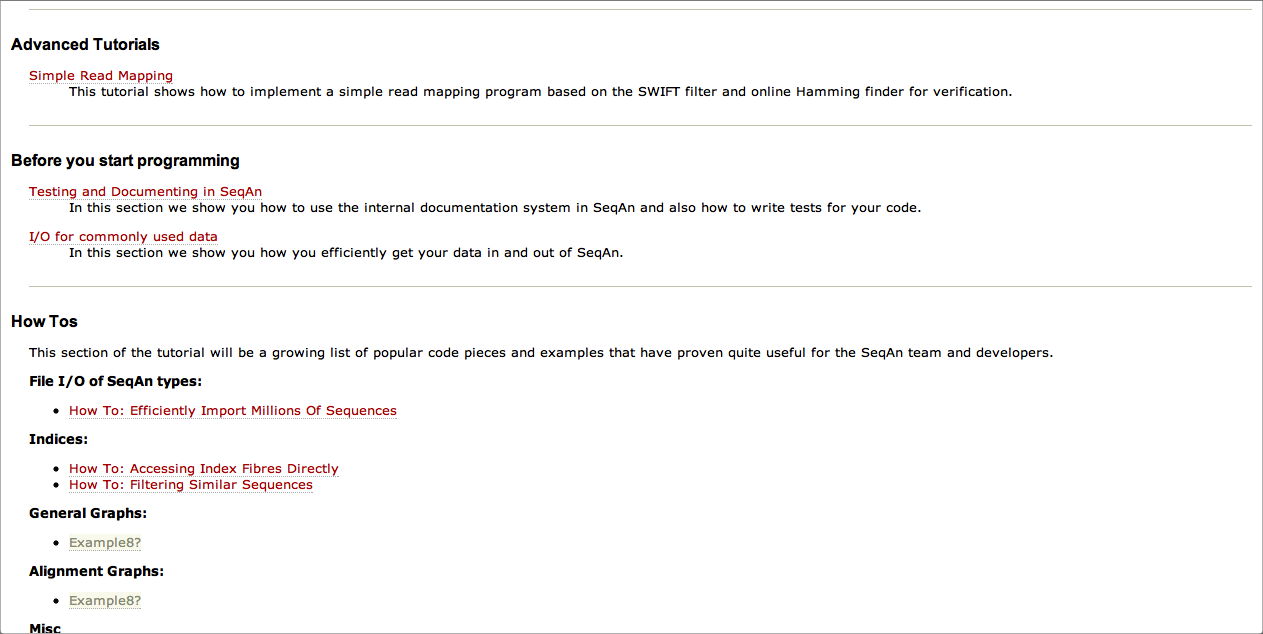 Advanced Tutorials
Simple Read Mapping
This tutorial shows how to implement a simple read mapping program based on the SWIFT filter and online Hamming finder for verification.
Before you start programming
Testing and Documenting in SeqAn
In this section we show you how to use the internal documentation system in SeqAn and also how to write tests for your code.
I/O for commonly used data
In this section we show you how you efficiently get your data in and out of SeqAn.
How Tos
This section of the tutorial will be a growing list of popular code pieces and examples that have proven quite useful for the SeqAn team and developers.
File I/O of SeqAn types:
• How To: Efficiently Import Millions Of Sequences
Indices:
• How To: Accessing Index Fibres Directly
• How To: Filtering Similar Sequences
General Graphs:
• Example8?
Alignment Graphs:
• Example8?
Misc